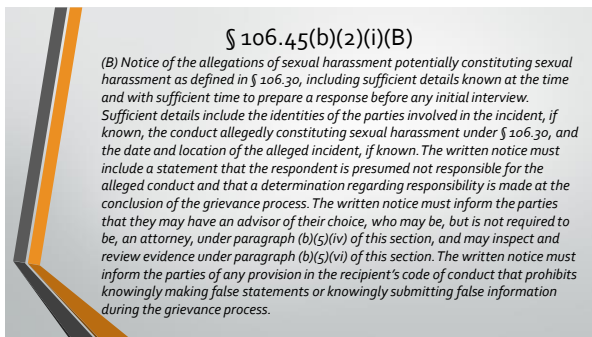 § 106.45(b)(2)(i)(B)
(B) Notice of the allegations of sexual harassment potentially constituting sexual
harassment as defined in § 106.30, including sufficient details known at the time
and with sufficient time to prepare a response before any initial interview.
Sufficient details include the identities of the parties involved in the incident, if
known, the conduct allegedly constituting sexual harassment under § 106.30, and
the date and location of the alleged incident, if known. The written notice must
include a statement that the respondent is presumed not responsible for the
alleged conduct and that a determination regarding responsibility is made at the
conclusion of the grievance process. The written notice must inform the parties
that they may have an advisor of their choice, who may be, but is not required to
be, an attorney, under paragraph (b)(5)(iv) of this section, and may inspect and
review evidence under paragraph (b)(5)(vi) of this section. The written notice must
inform the parties of any provision in the recipient's code of conduct that prohibits
knowingly making false statements or knowingly submitting false information
during the grievance process.